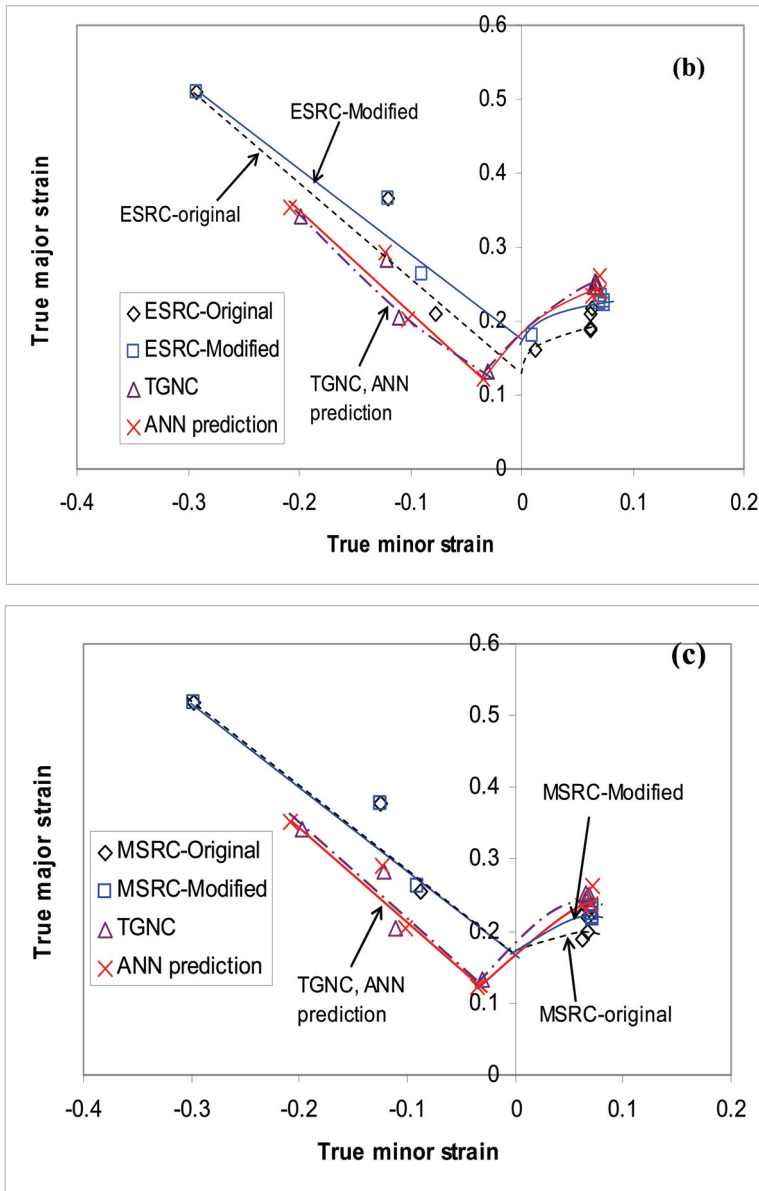 (b)
0.6
0.5
0.4
0.3
0.2
0.1
0
True major strain
ESRC-Modified
ESRC-original
ESRC-Original
ESRC-Modified
TGNC
ANN prediction
TGNC, ANN
prediction
-0.4
-0.3
-0.2
-0.1
0
0.1
0.2
True minor strain
(c)
0.6
0.5
0.4
0.3
0.2
0.1
0
True major strain
MSRC-Modified
MSRC-Original
MSRC-Modified
TGNC
ANN prediction
TGNC, ANN
prediction
MSRC-original
-0.4
-0.3
-0.2
-0.1
0
0.1
0.2
True minor strain